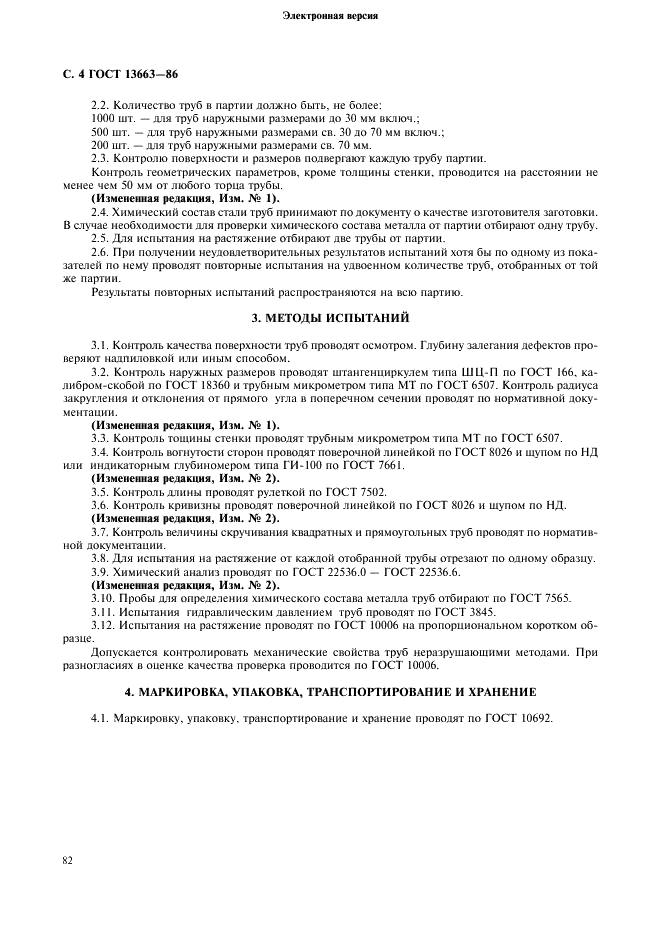 Электронная версия
С. 4 ГОСТ 13663—86
2.2. Количество труб в партии должно быть, не более:
1000 шт. — для труб наружными размерами до 30 мм включ.;
500 шт. — для труб наружными размерами св. 30 до 70 мм включ.;
200 шт. — для труб наружными размерами св. 70 мм.
2.3. Контролю поверхности и размеров подвергают каждую трубу партии.
Контроль геометрических параметров, кроме толщины стенки, проводится на расстоянии не
менее чем 50 мм от любого торца трубы.
(Измененная редакция, Изм. № 1).
2.4. Химический состав стали труб принимают по документу о качестве изготовителя заготовки.
В случае необходимости для проверки химического состава металла от партии отбирают одну трубу.
2.5. Для испытания на растяжение отбирают две трубы от партии.
2.6. При получении неудовлетворительных результатов испытаний хотя бы по одному из пока-
зателей по нему проводят повторные испытания на удвоенном количестве труб, отобранных от той
же партии.
Результаты повторных испытаний распространяются на всю партию.
3. МЕТОДЫ ИСПЫТАНИЙ
3.1. Контроль качества поверхности труб проводят осмотром. Глубину залегания дефектов про-
веряют надпиловкой или иным способом.
3.2. Контроль наружных размеров проводят штангенциркулем типа ШЦ-П по ГОСТ 166, ка-
либром-скобой по ГОСТ 18360 и трубным микрометром типа МТ по ГОСТ 6507. Контроль радиуса
закругления и отклонения от прямого угла в поперечном сечении проводят по нормативной доку-
ментации.
(Измененная редакция, Изм. № 1).
3.3. Контроль тощины стенки проводят трубным микрометром типа МТ по ГОСТ 6507.
3.4. Контроль вогнутости сторон проводят поверочной линейкой по ГОСТ 8026 и щупом по НД
или индикаторным глубиномером типа ГИ-100 по ГОСТ 7661.
(Измененная редакция, Изм. № 2).
3.5. Контроль длины проводят рулеткой по ГОСТ 7502.
3.6. Контроль кривизны проводят поверочной линейкой по ГОСТ 8026 и щупом по НД.
(Измененная редакция, Изм. № 2).
3.7. Контроль величины скручивания квадратных и прямоугольных труб проводят по норматив-
ной документации.
3.8. Для испытания на растяжение от каждой отобранной трубы отрезают по одному образцу.
3.9. Химический анализ проводят по ГОСТ 22536.0 — ГОСТ 22536.6.
(Измененная редакция, Изм. № 2).
3.10. Пробы для определения химического состава металла труб отбирают по ГОСТ 7565.
3.11. Испытания гидравлическим давлением труб проводят по ГОСТ 3845.
3.12. Испытания на растяжение проводят по ГОСТ 10006 на пропорциональном коротком об-
разце.
Допускается контролировать механические свойства труб неразрушающими методами. При
разногласиях в оценке качества проверка проводится по ГОСТ 10006.
4. МАРКИРОВКА, УПАКОВКА, ТРАНСПОРТИРОВАНИЕ И ХРАНЕНИЕ
4.1. Маркировку, упаковку, транспортирование и хранение проводят по ГОСТ 10692.
82